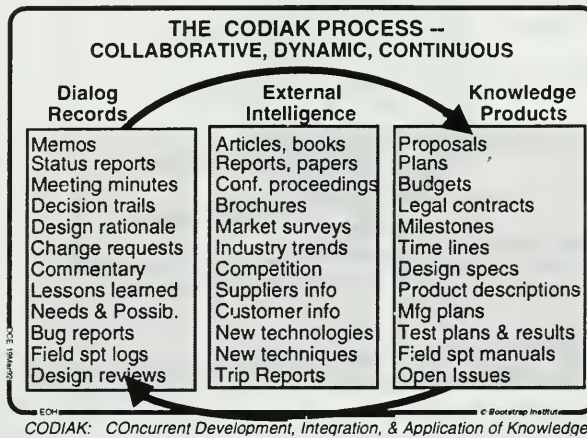 THE CODIAK PROCESS --
COLLABORATIVE, DYNAMIC, CONTINUOUS
Dialog
Records
Memos
Status reports
Meeting minutes
Decision trails
Design rationale
Change requests
Commentary
Lessons learned
Needs & Possib.
Bug reports
Field spt logs
Design reviews
External
Intelligence
Articles, books
Reports, papers
Conf. proceedings
Brochures
Market surveys
Industry trends
Competition
Suppliers info
Customer info
New technologies
New techniques
Trip Reports
Knowledge
Products
Proposals
Plans
Budgets
Legal contracts
Milestones
Time lines
Design specs
Product descriptions
Mfg plans
Test plans & results
Field spt manuals
Open Issues
EOH
© Bootstrap Institute
CODIAK: COncurrent Development, Integration, & Application of Knowledge